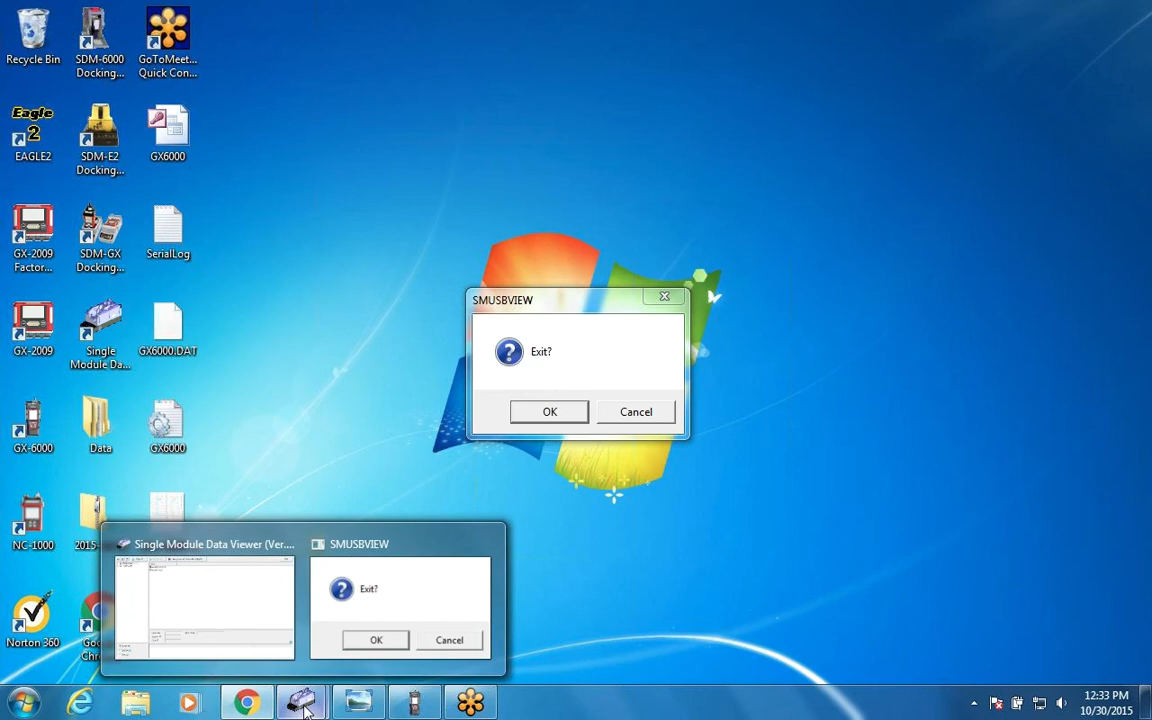 Recycle Bin
SDM-6000
Docking...
GoToMeet...
Quick Con...
Eagle
2
EAGLE2
SDM-E2
Docking...
GX6000
GX-2009
Factor...
SDM-GX
Docking...
SerialLog
GX-2009
Single
Module Da...
GX6000.DAT
GX-6000
Data
GX6000
NC-1000
2015-
Norton 360
Goo
Chr
SMUSBVIEW
Exit?
OK
Cancel
Single Module Data Viewer (Ver....
SMUSBVIEW
Exit?
OK
Cancel
12:33 PM
10/30/2015